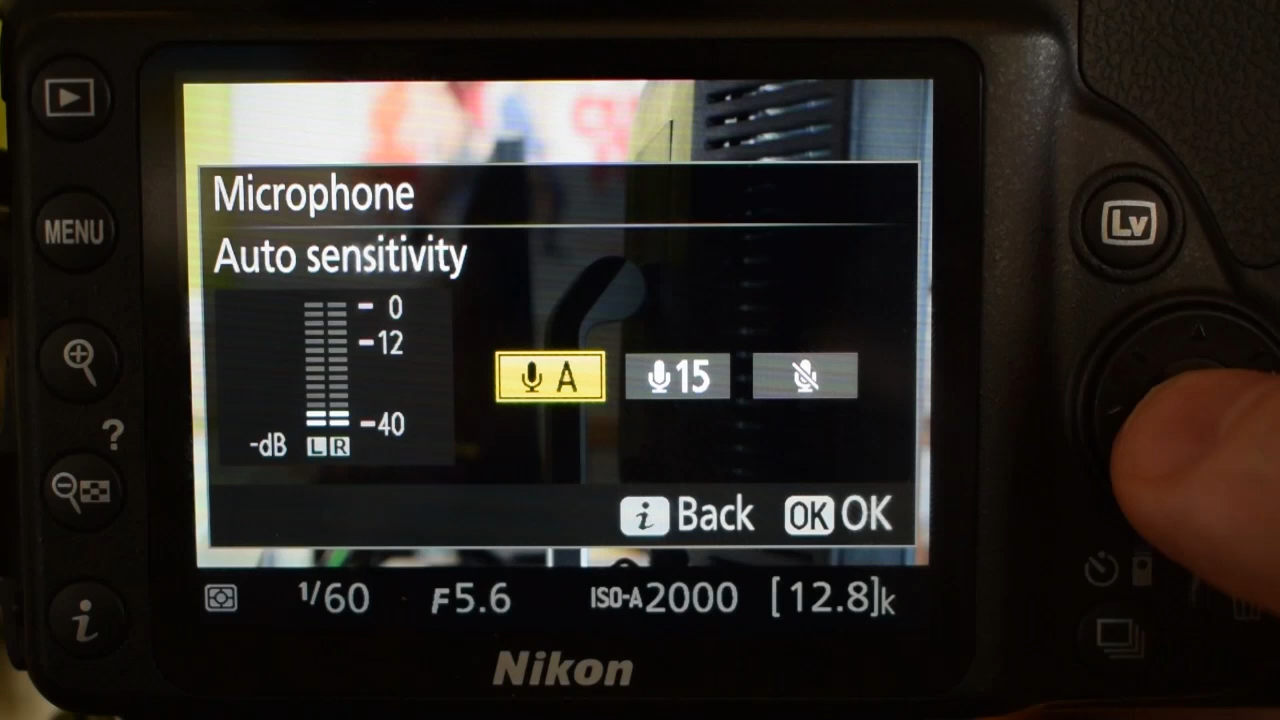 MENU
?
i
Lv
Microphone
Auto sensitivity
0
-12
-40
-dB L R
A
15
i Back OK OK
1/60 F5.6 ISO-A 2000 [12.8]k
Nikon